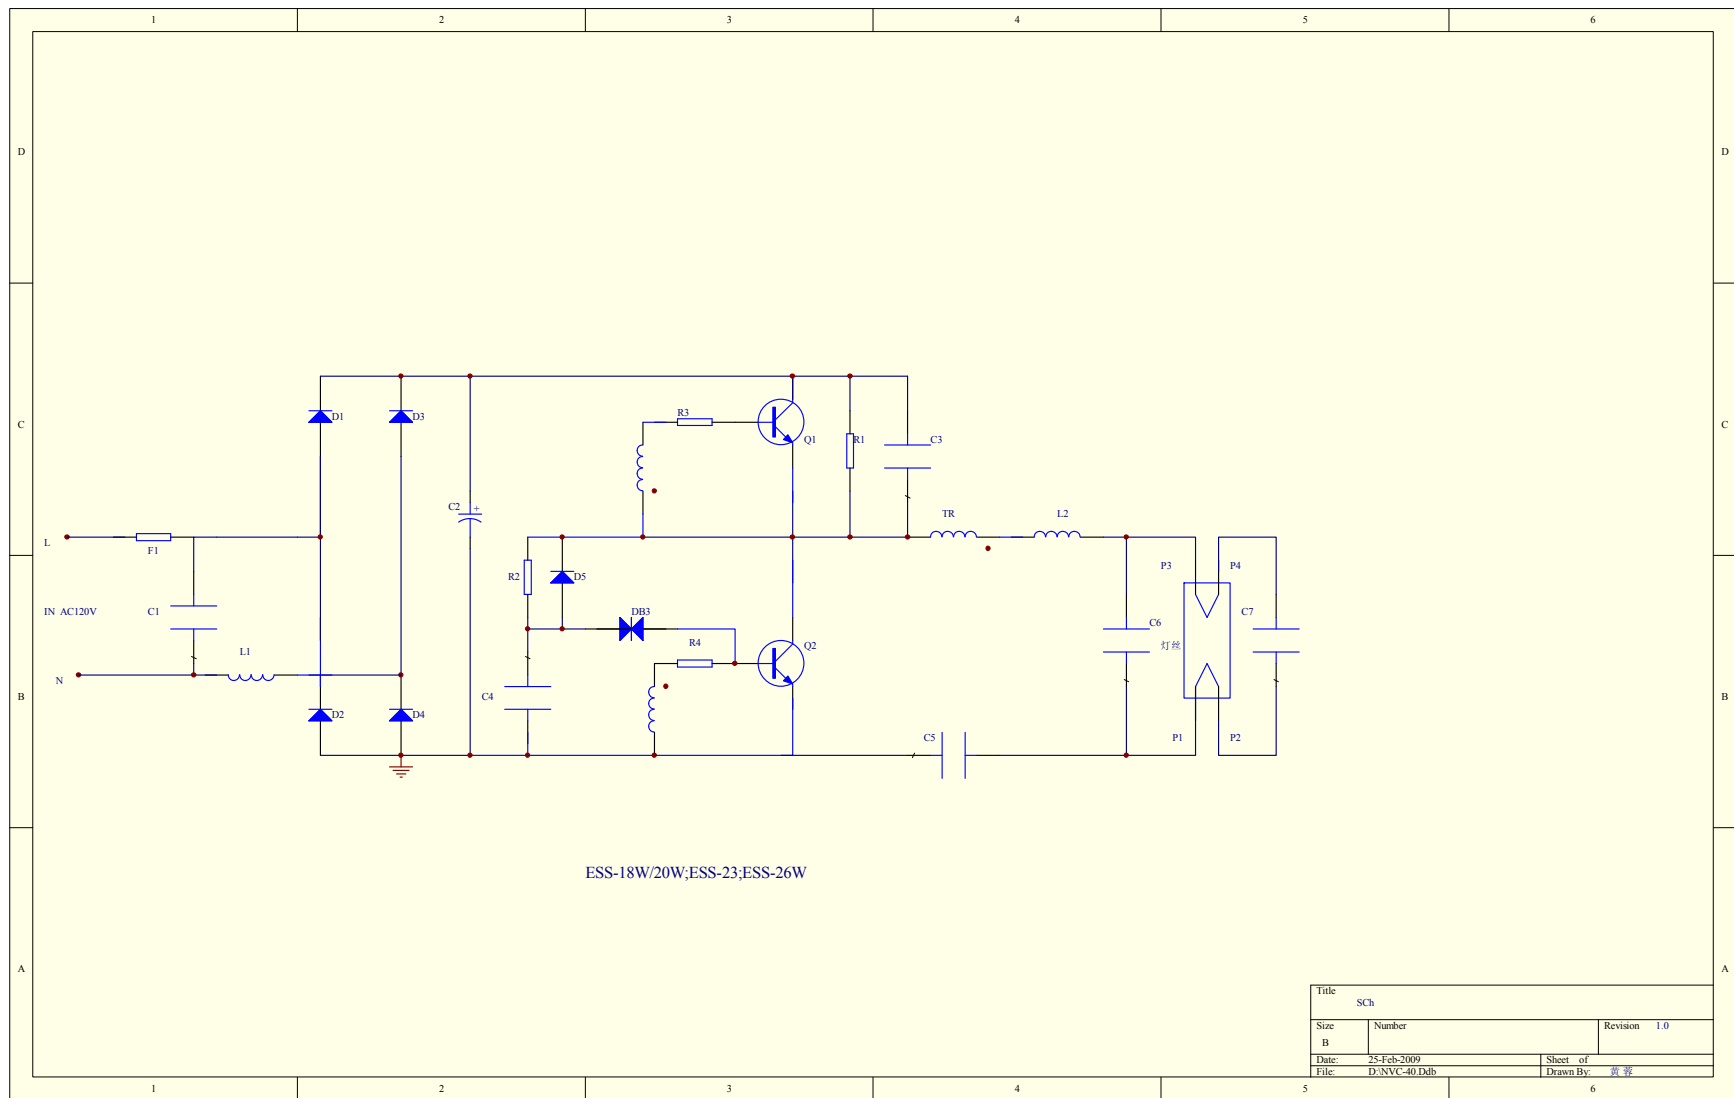 1 2 3 4 5 6
D D
C C
R3
D1 D3
Q1 R1 C3
C2 +
TR L2
L
F1
P3 P4
R2 D5
IN AC120V C1 DB3 C7
C6
R4 Q2 灯丝
L1
N
C4
B B
D2 D4
C5 P1 P2
ESS-18W/20W;ESS-23;ESS-26W
A A
Title
SCh
Size Number Revision 1.0
B
Date: 25-Feb-2009 Sheet of
File: D:\NVC-40.Ddb Drawn By: 黄 蓉
1 2 3 4 5 6